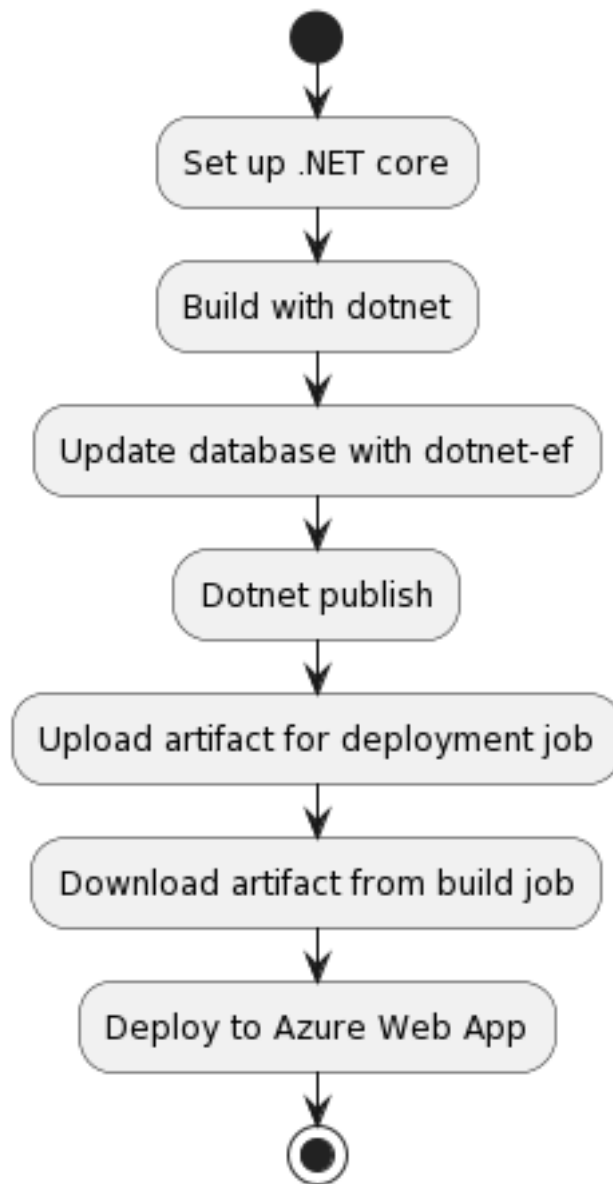 Set up .NET core
Build with dotnet
Update database with dotnet-ef
Dotnet publish
Upload artifact for deployment job
Download artifact from build job
Deploy to Azure Web App